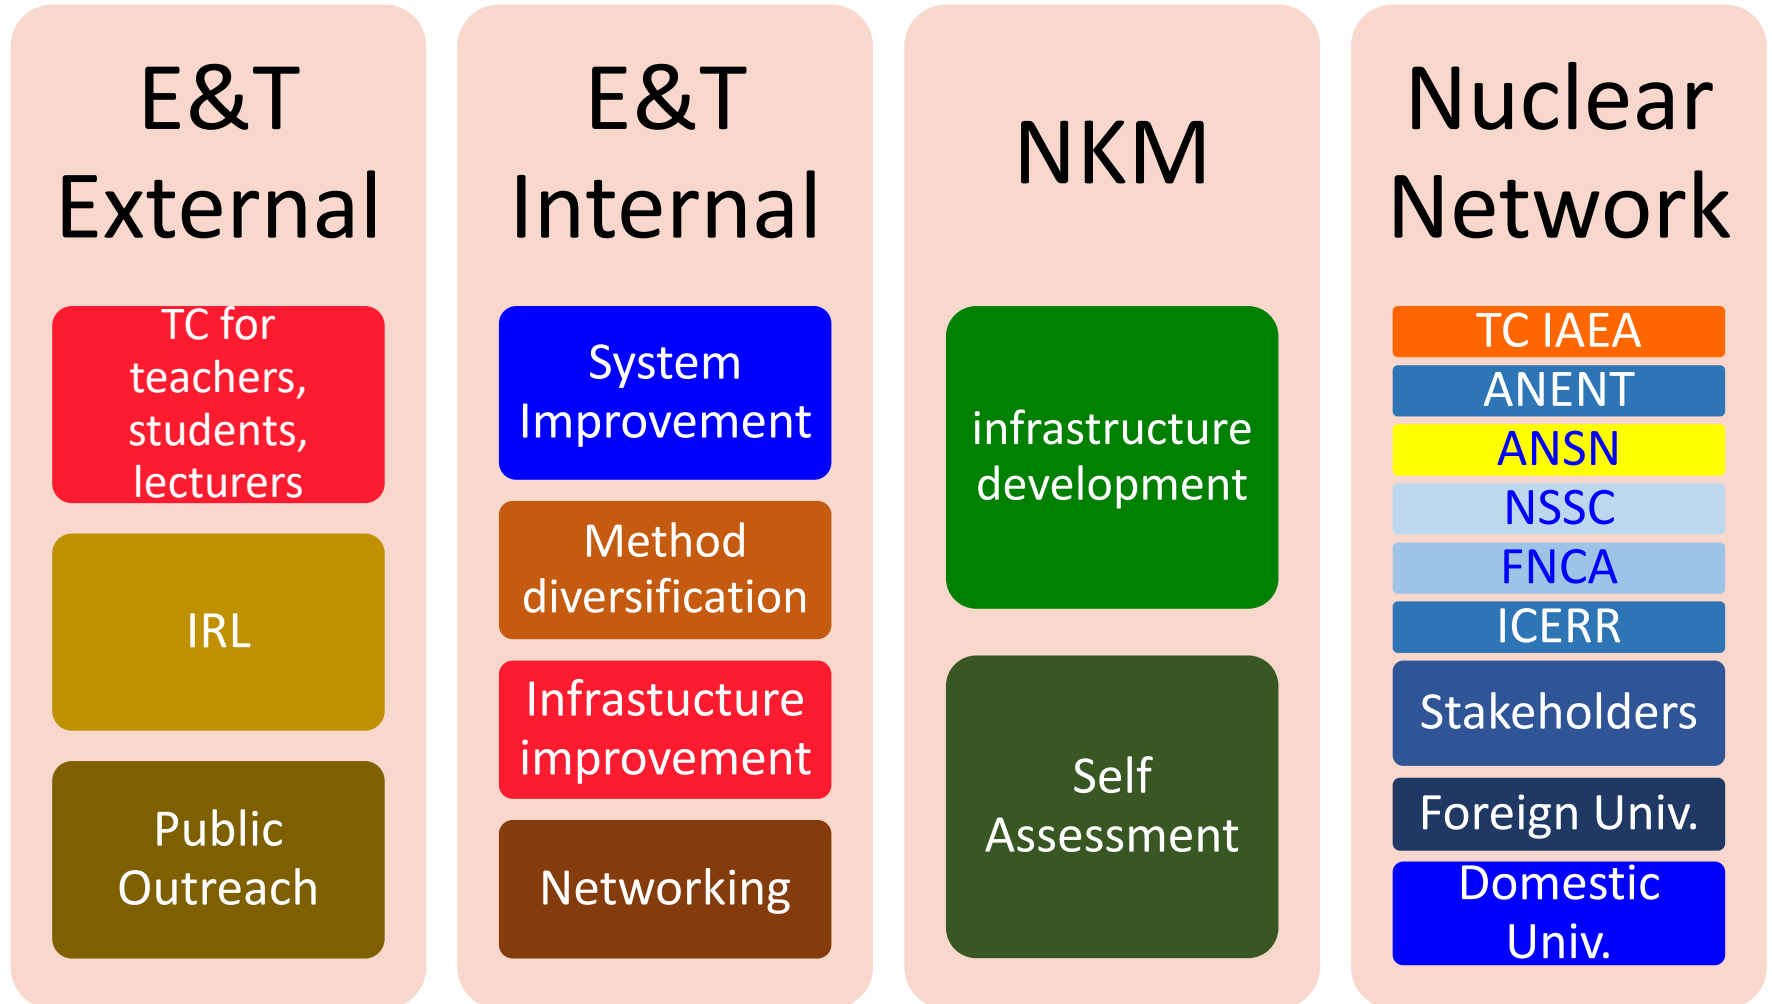 E&T
External
TC for
teachers,
students,
lecturers
IRL
Public
Outreach
E&T
Internal
System
Improvement
Method
diversification
Infrastucture
improvement
Networking
NKM
infrastructure
development
Self
Assessment
Nuclear
Network
TC IAEA
ANENT
ANSN
NSSC
FNCA
ICERR
Stakeholders
Foreign Univ.
Domestic
Univ.